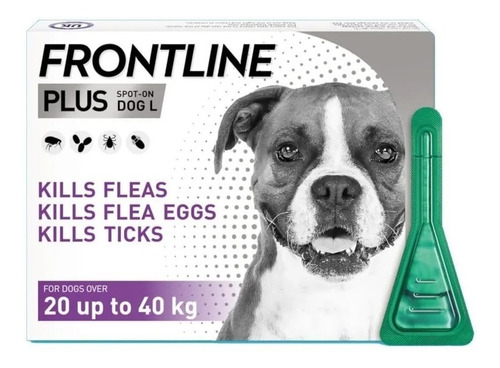 UK
FRONTLINE
PLUS SPOT-ON
DOG L
KILLS FLEAS
KILLS FLEA EGGS
KILLS TICKS
FOR DOGS OVER
20 up to 40 kg